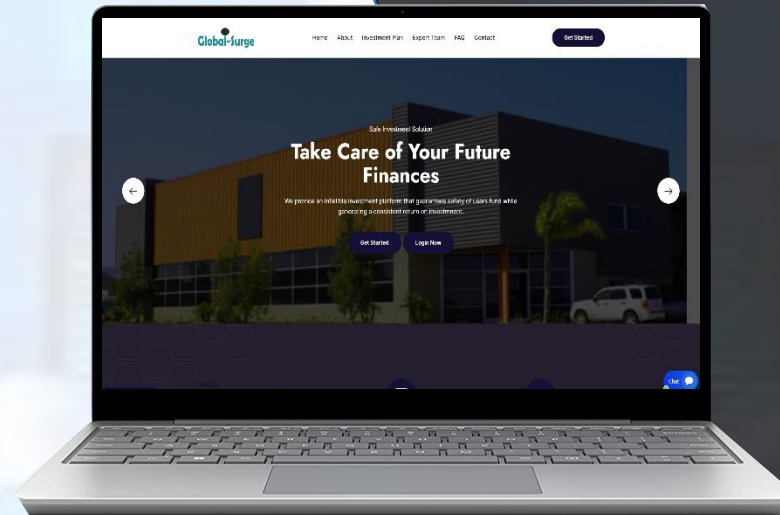 Global-Surge
Home About Investment Plan Expert Team FAQ Contact
Get Started
Safe Investment Solution
Take Care of Your Future
Finances
We provide an infallible investment platform that guarantees safety of users fund while
generating a consistent return on investment.
Get Started Login Now
Chat